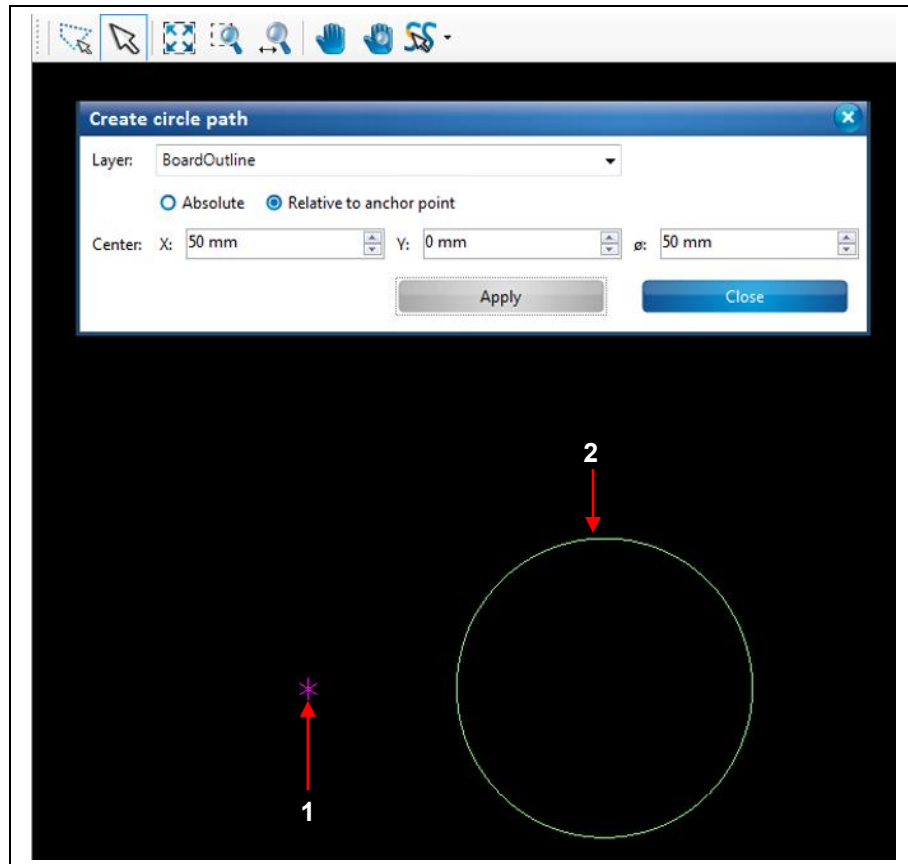 Create circle path
Layer: BoardOutline
Absolute Relative to anchor point
Center: X: 50 mm Y: 0 mm ø: 50 mm
Apply Close
2
1